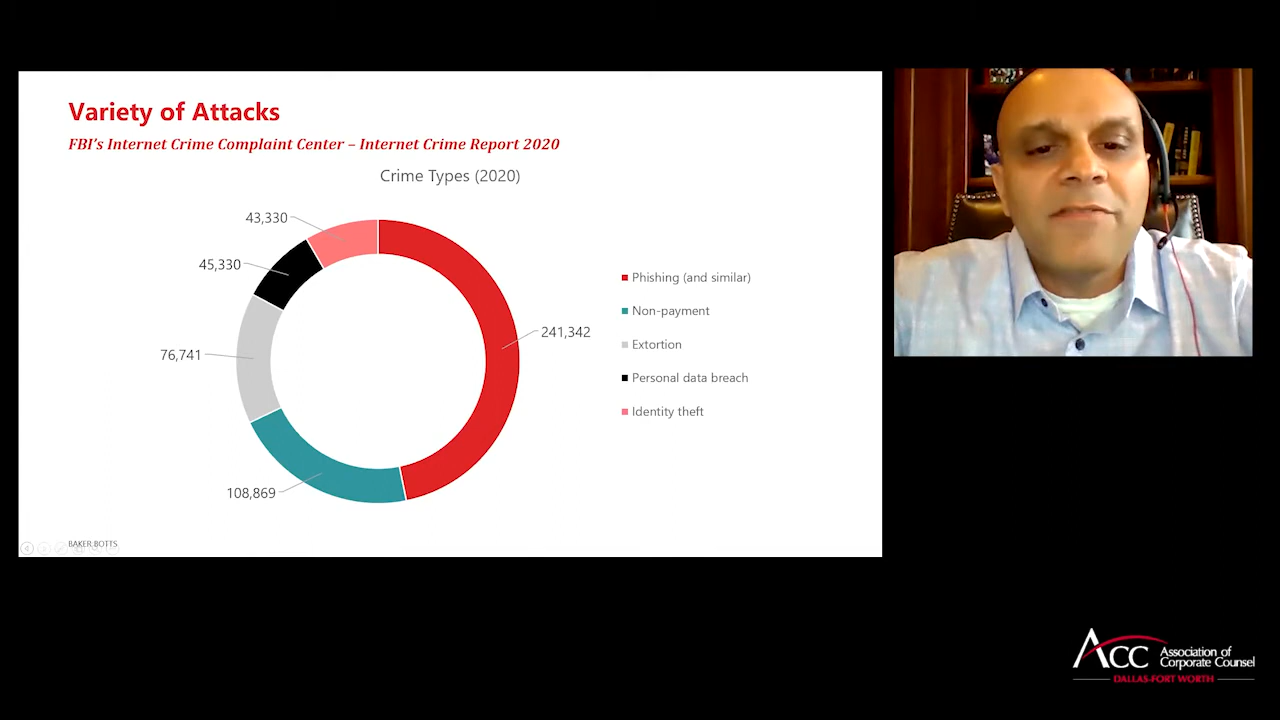 Variety of Attacks
FBI's Internet Crime Complaint Center – Internet Crime Report 2020
Crime Types (2020)
43,330
45,330
76,741
108,869
241,342
Phishing (and similar)
Non-payment
Extortion
Personal data breach
Identity theft
BAKER BOTTS
ACC Association of
Corporate Counsel
DALLAS-FORT WORTH